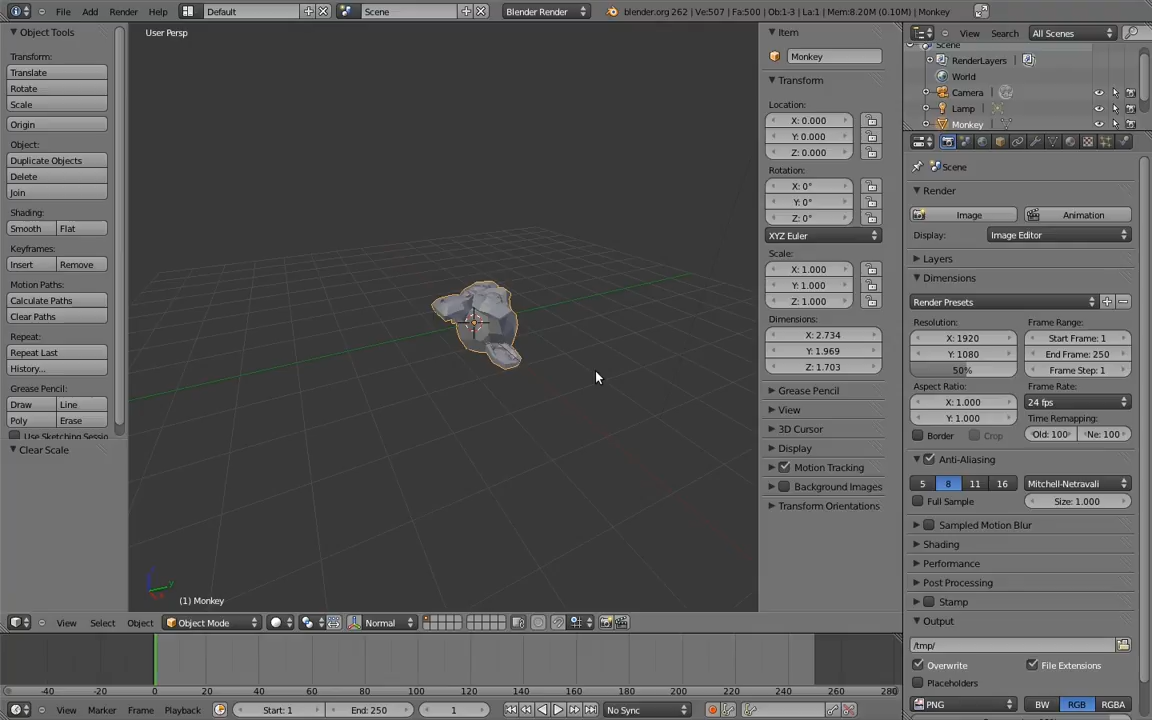 File Add Render Help Default Scene Blender Render blender.org 262 | Ve:507 | Fa:500 | Ob:1-3 | La:1 | Mem:8.20M (0.10M) | Monkey
Object Tools
Transform:
Translate
Rotate
Scale
Origin
Object:
Duplicate Objects
Delete
Join
Shading:
Smooth Flat
Keyframes:
Insert Remove
Motion Paths:
Calculate Paths
Clear Paths
Repeat:
Repeat Last
History...
Grease Pencil:
Draw Line
Poly Erase
Use Sketching Sessio
Clear Scale
User Persp
(1) Monkey
Item
Monkey
Transform
Location:
X: 0.000
Y: 0.000
Z: 0.000
Rotation:
X: 0°
Y: 0°
Z: 0°
XYZ Euler
Scale:
X: 1.000
Y: 1.000
Z: 1.000
Dimensions:
X: 2.734
Y: 1.969
Z: 1.703
Grease Pencil
View
3D Cursor
Display
Motion Tracking
Background Images
Transform Orientations
View Search All Scenes
Scene
RenderLayers
World
Camera
Lamp
Monkey
Scene
Render
Image Animation
Display: Image Editor
Layers
Dimensions
Render Presets
Resolution: Frame Range:
X: 1920 Start Frame: 1
Y: 1080 End Frame: 250
50% Frame Step: 1
Aspect Ratio: Frame Rate:
X: 1.000 24 fps
Y: 1.000 Time Remapping:
Border Crop Old: 100 Ne: 100
Anti-Aliasing
5 8 11 16 Mitchell-Netravali
Full Sample Size: 1.000
Sampled Motion Blur
Shading
Performance
Post Processing
Stamp
Output
/tmp/
Overwrite File Extensions
Placeholders
PNG BW RGB RGBA
View Select Object Object Mode Normal
-40 -20 0 20 40 60 80 100 120 140 160 180 200 220 240 260 280
View Marker Frame Playback Start: 1 End: 250 1 No Sync